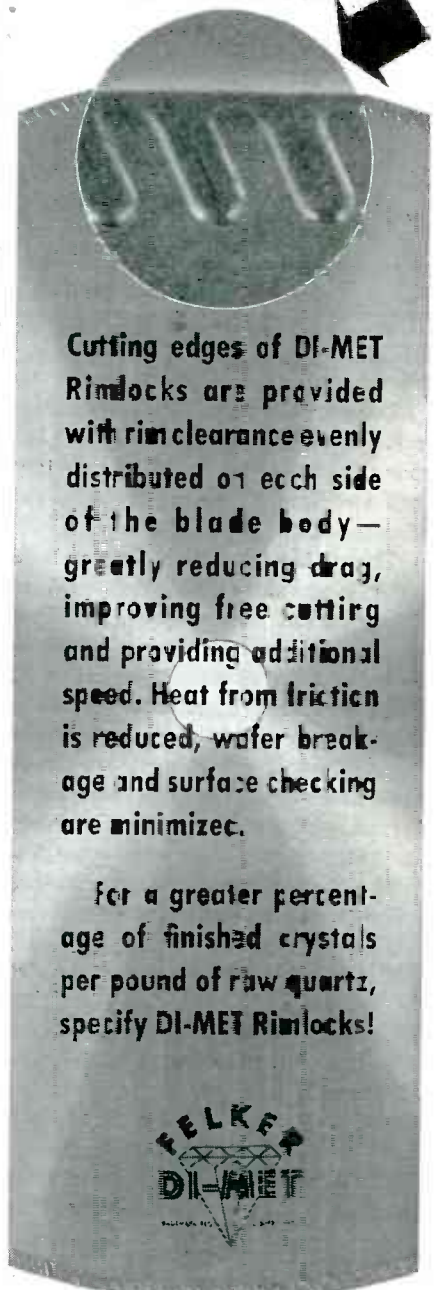 Cutting edges of DI-MET
Rimlocks are provided
with rim clearance evenly
distributed on each side
of the blade body—
greatly reducing drag,
improving free cutting
and providing additional
speed. Heat from friction
is reduced, wafer break-
age and surface checking
are minimized.
For a greater percent-
age of finished crystals
per pound of raw quartz,
specify DI-MET Rimlocks!
FELKER
DI-MET